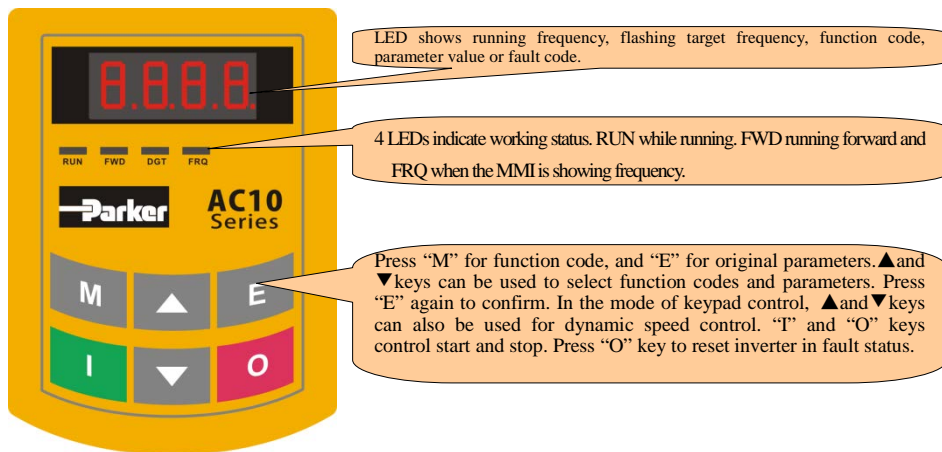 LED shows running frequency, flashing target frequency, function code,
parameter value or fault code.
8.8.8.8.
4 LEDs indicate working status. RUN while running. FWD running forward and
FRQ when the MMI is showing frequency.
RUN FWD DGT FRQ
Parker
AC10
Series
Press “M” for function code, and “E” for original parameters.▲and
▼keys can be used to select function codes and parameters. Press
“E” again to confirm. In the mode of keypad control, ▲and▼keys
can also be used for dynamic speed control. “I” and “O” keys
control start and stop. Press “O” key to reset inverter in fault status.
M ▲ E
I ▼ O